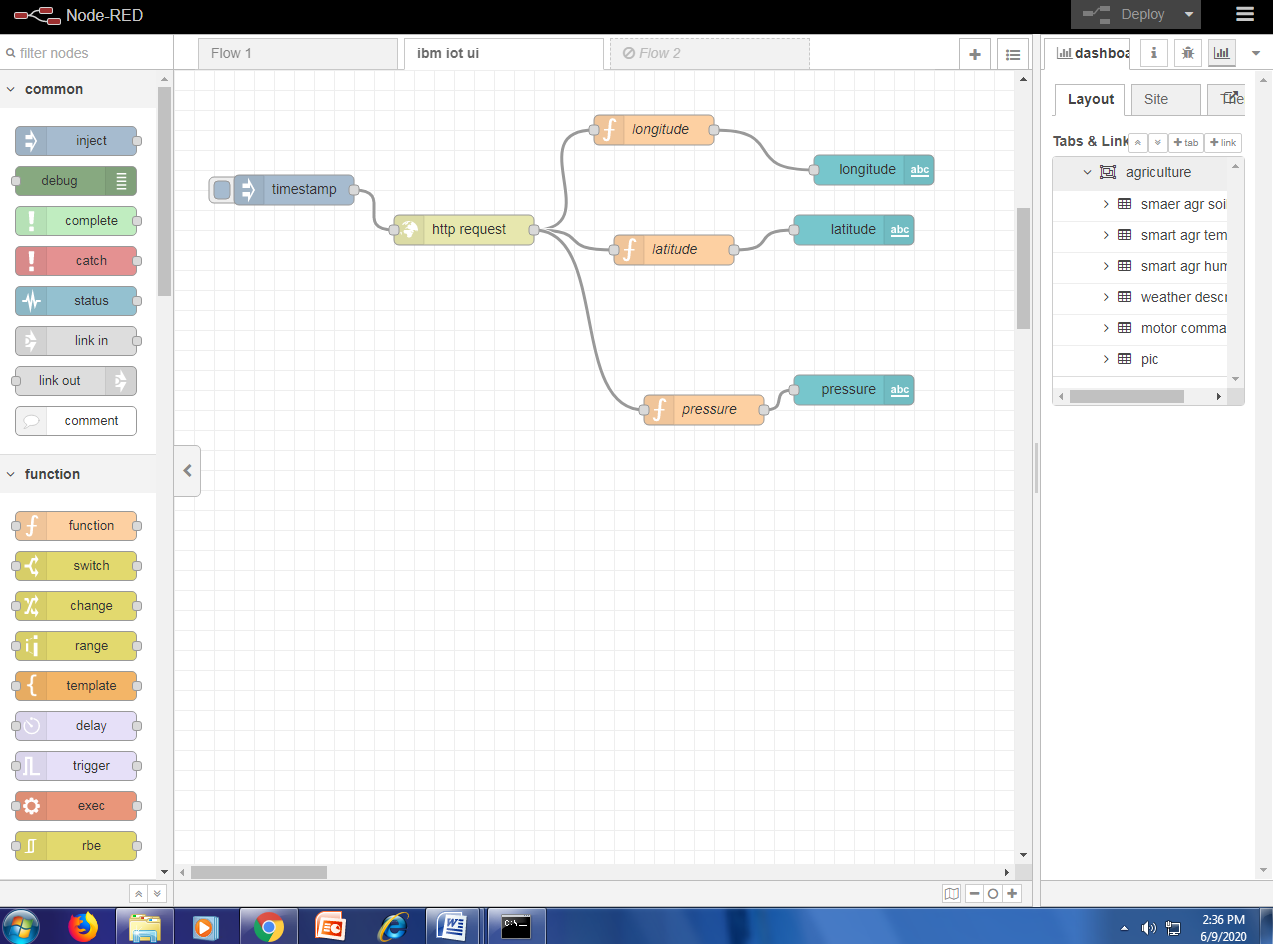 Node-RED
Deploy
filter nodes
Flow 1
ibm iot ui
Flow 2
dashboa
i
common
inject
debug
complete
catch
status
link in
link out
comment
function
function
switch
change
range
template
delay
trigger
exec
rbe
timestamp
http request
longitude
longitude abc
latitude
latitude abc
pressure
pressure abc
Layout
Site
The
Tabs & Link
tab
link
agriculture
smaer agr soi
smart agr tem
smart agr hum
weather descr
motor comma
pic
C:\
2:36 PM
6/9/2020